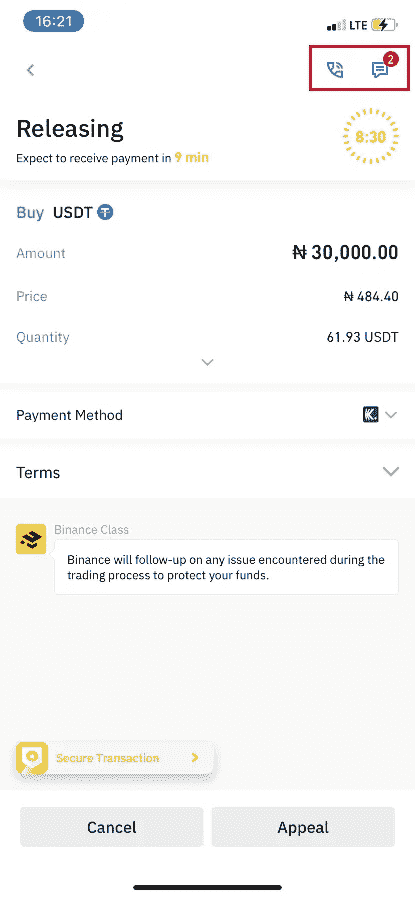 16:21
LTE
2
Releasing
8:30
Expect to receive payment in 9 min
Buy USDT
Amount
₦ 30,000.00
Price
₦ 484.40
Quantity
61.93 USDT
Payment Method
K
Terms
Binance Class
Binance will follow-up on any issue encountered during the
trading process to protect your funds.
Secure Transaction
Cancel
Appeal